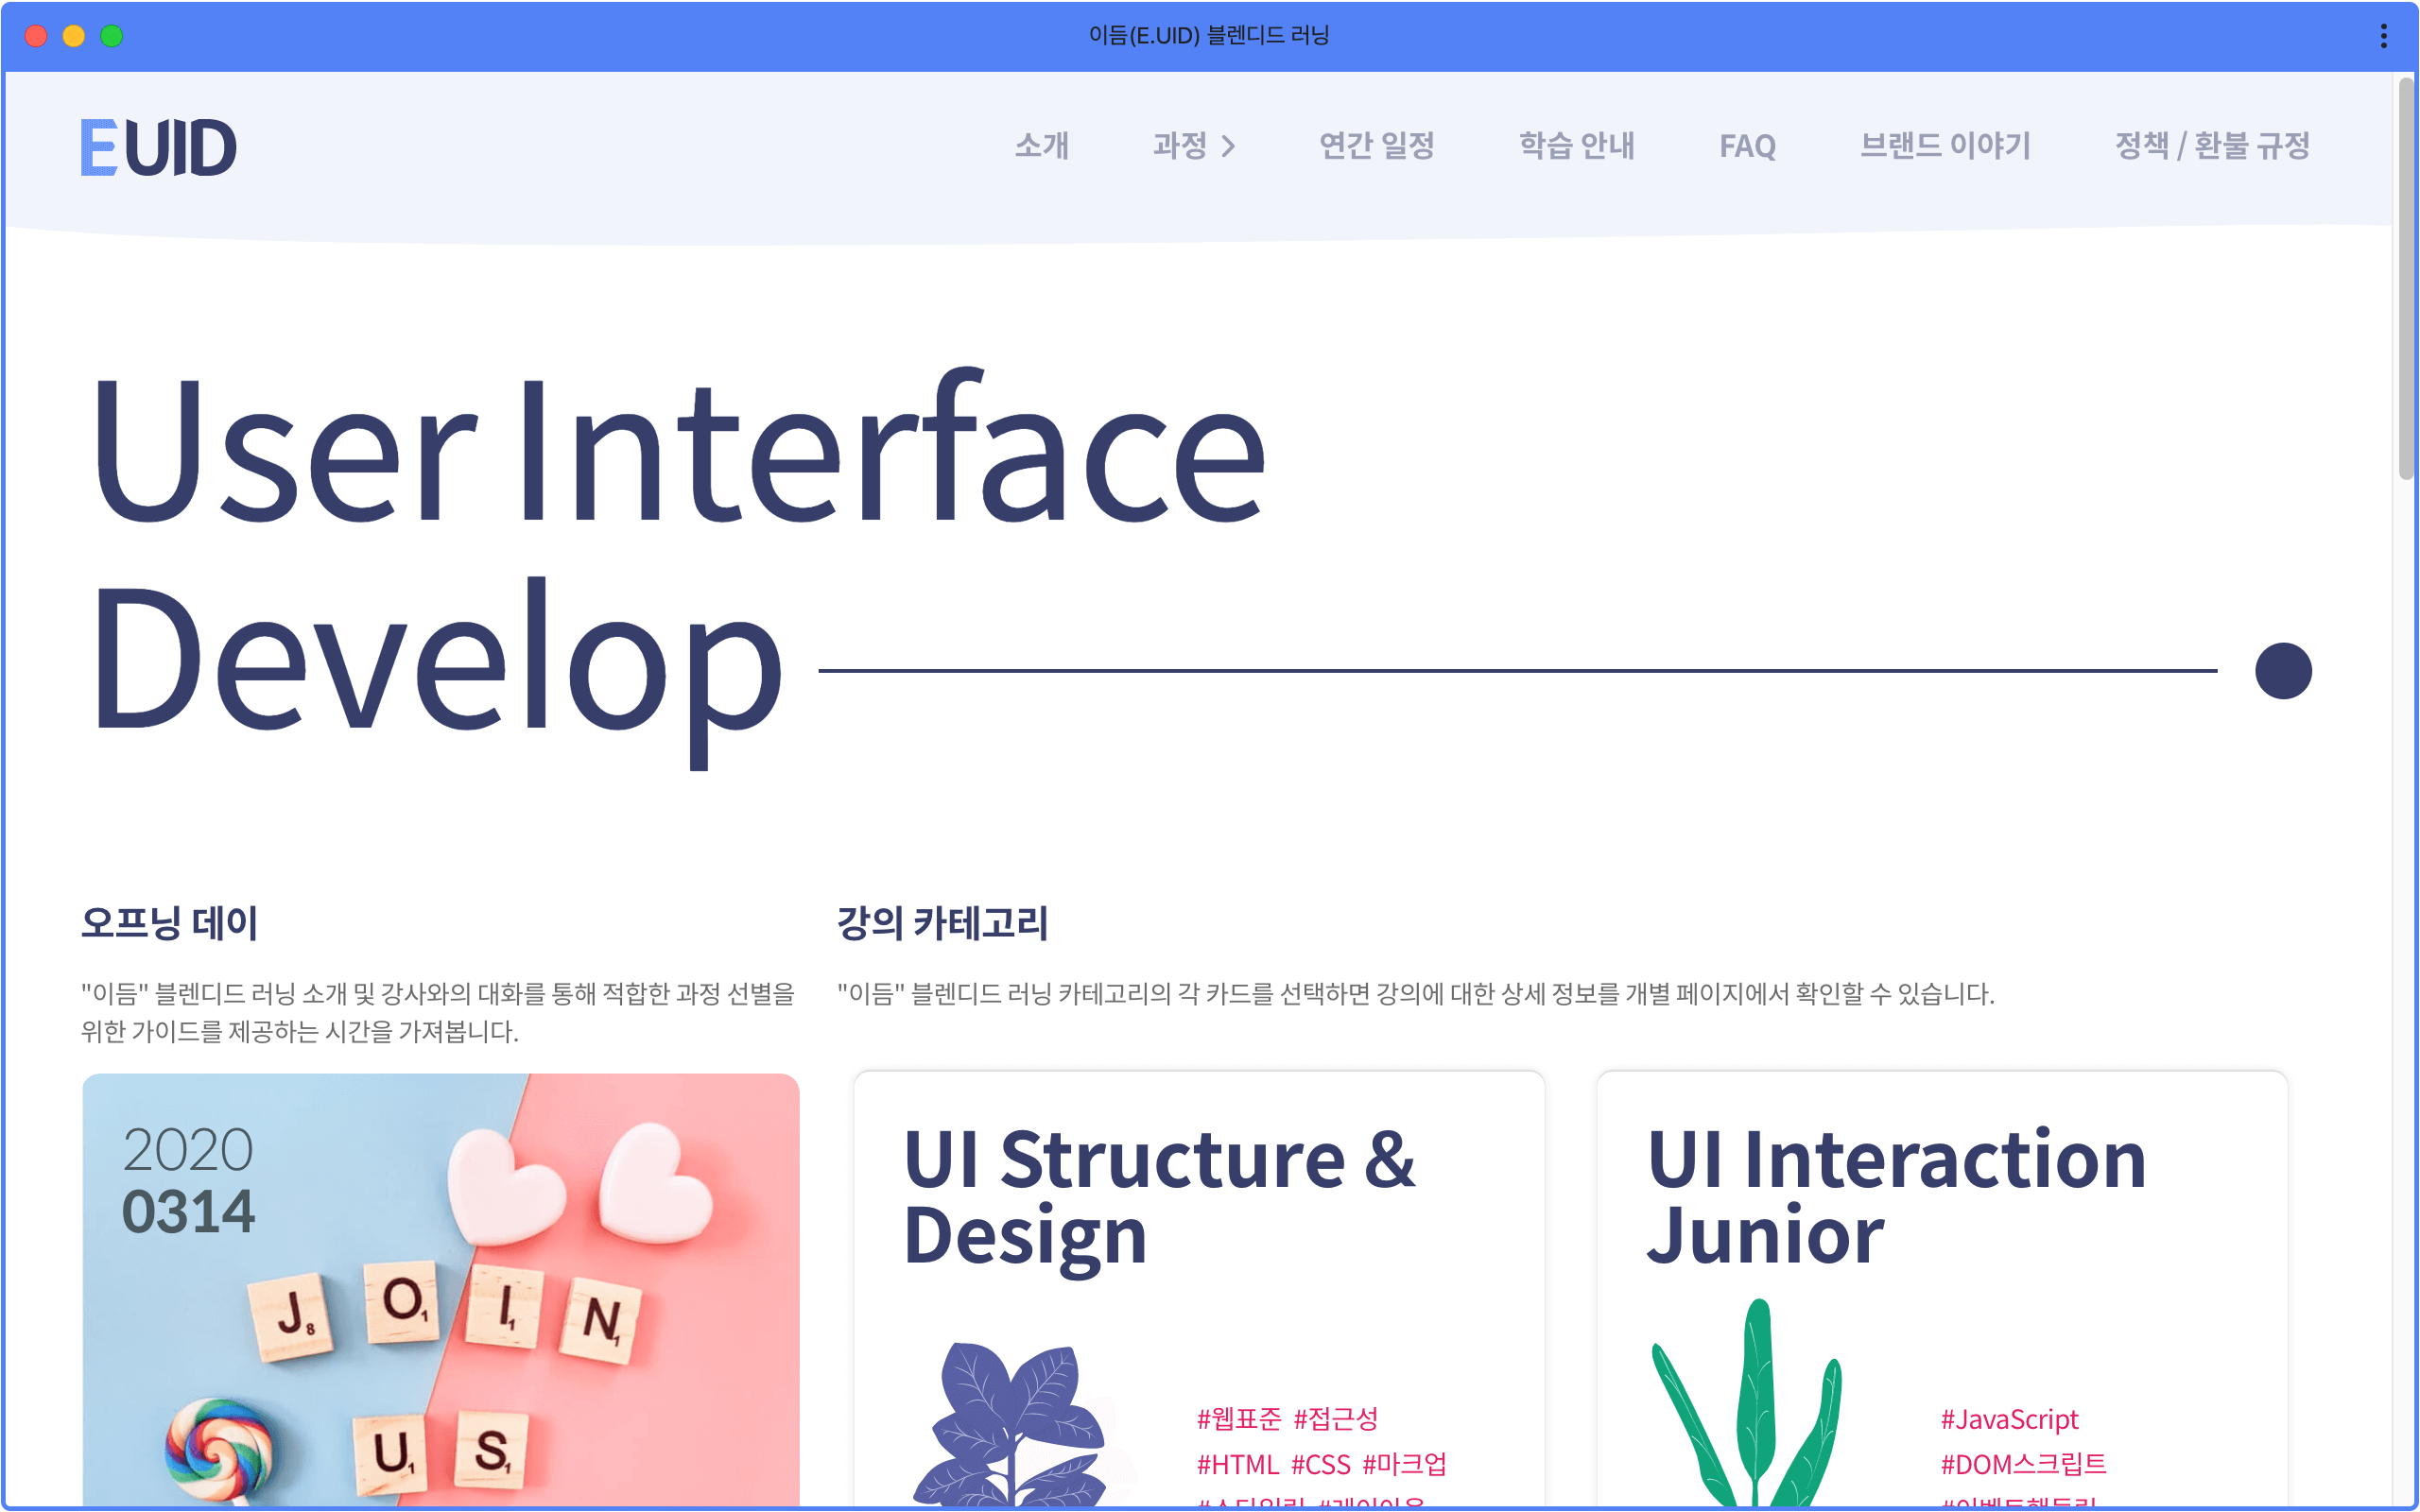 이듬(E.UID) 블렌디드 러닝
EUID
소개 과정 연간 일정 학습 안내 FAQ 브랜드 이야기 정책 / 환불 규정
User Interface
Develop
오프닝 데이
"이듬" 블렌디드 러닝 소개 및 강사와의 대화를 통해 적합한 과정 선별을
위한 가이드를 제공하는 시간을 가져봅니다.
2020
0314
J8 O1 I1 N1
U1 S1
강의 카테고리
"이듬" 블렌디드 러닝 카테고리의 각 카드를 선택하면 강의에 대한 상세 정보를 개별 페이지에서 확인할 수 있습니다.
UI Structure &
Design
#웹표준 #접근성
#HTML #CSS #마크업
UI Interaction
Junior
#JavaScript
#DOM스크립트